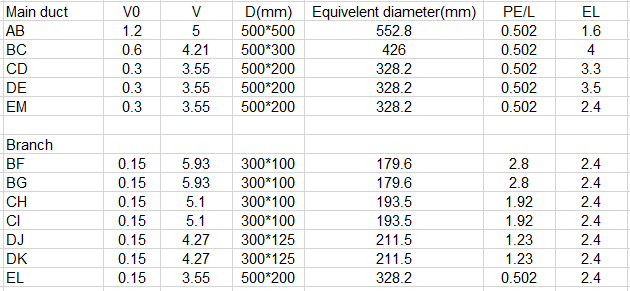 Main duct V0 V D(mm) Equivelent diameter(mm) PE/L EL
AB 1.2 5 500*500 552.8 0.502 1.6
BC 0.6 4.21 500*300 426 0.502 4
CD 0.3 3.55 500*200 328.2 0.502 3.3
DE 0.3 3.55 500*200 328.2 0.502 3.5
EM 0.3 3.55 500*200 328.2 0.502 2.4
Branch
BF 0.15 5.93 300*100 179.6 2.8 2.4
BG 0.15 5.93 300*100 179.6 2.8 2.4
CH 0.15 5.1 300*100 193.5 1.92 2.4
CI 0.15 5.1 300*100 193.5 1.92 2.4
DJ 0.15 4.27 300*125 211.5 1.23 2.4
DK 0.15 4.27 300*125 211.5 1.23 2.4
EL 0.15 3.55 500*200 328.2 0.502 2.4